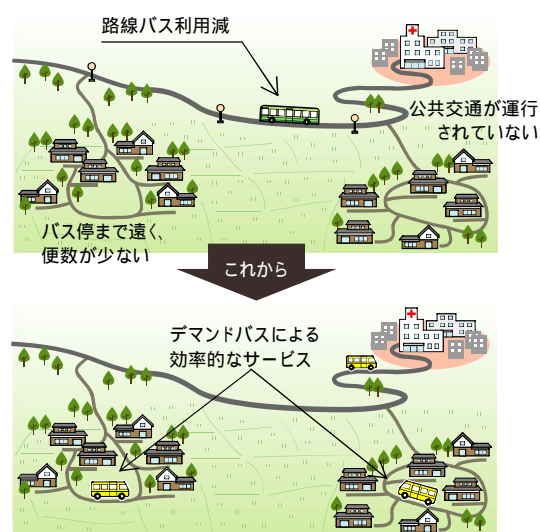 路線バス利用減
公共交通が運行
されていない
バス停まで遠く、
便数が少ない
これから
デマンドバスによる
効率的なサービス